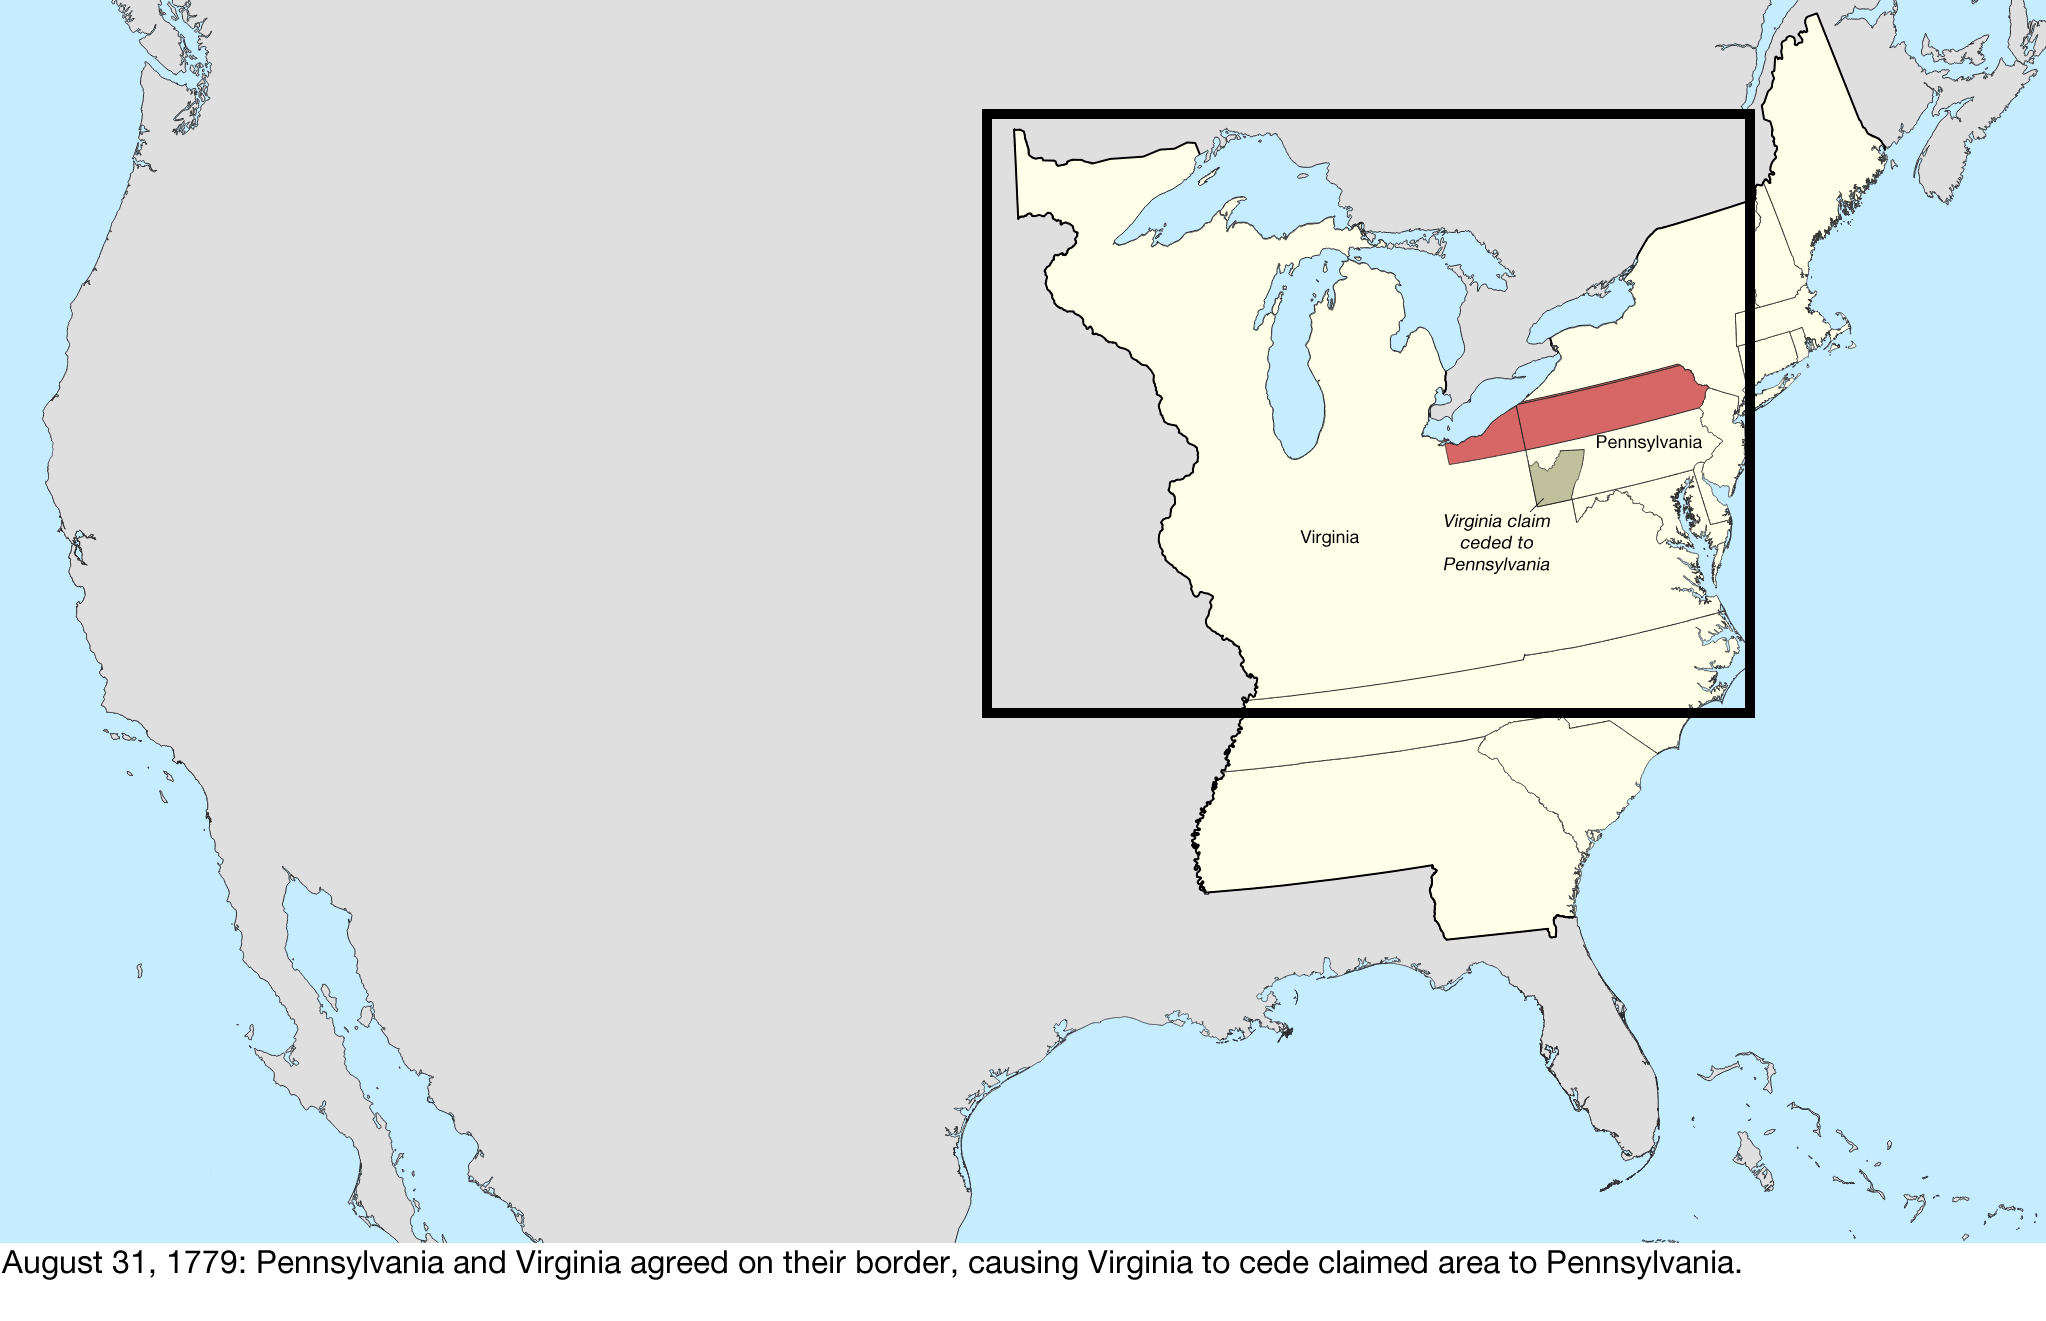 Pennsylvania
Virginia claim
ceded to
Pennsylvania
Virginia
August 31, 1779: Pennsylvania and Virginia agreed on their border, causing Virginia to cede claimed area to Pennsylvania.